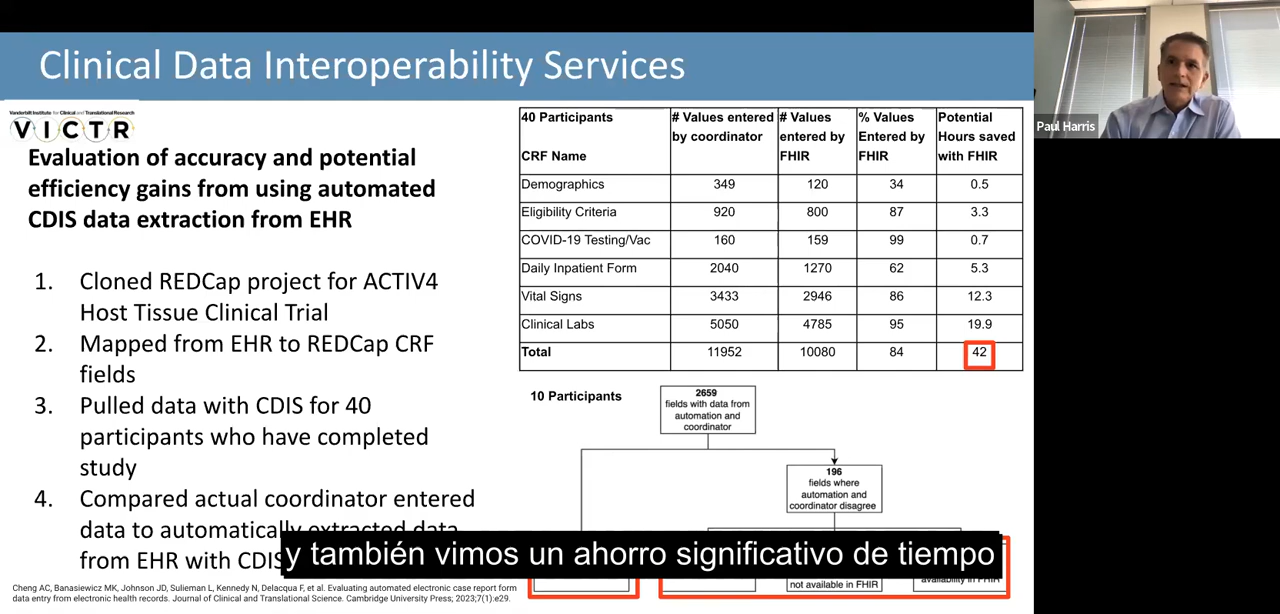 Clinical Data Interoperability Services
Vanderbilt Institute for Clinical and Translational Research
VICTR
Evaluation of accuracy and potential
efficiency gains from using automated
CDIS data extraction from EHR
1. Cloned REDCap project for ACTIV4
Host Tissue Clinical Trial
2. Mapped from EHR to REDCap CRF
fields
3. Pulled data with CDIS for 40
participants who have completed
study
4. Compared actual coordinator entered
data to automatically extracted data
from EHR with CDIS
Cheng AC, Banasiewicz MK, Johnson JD, Sulieman L, Kennedy N, Delacqua F, et al. Evaluating automated electronic case report form
data entry from electronic health records. Journal of Clinical and Translational Science. Cambridge University Press; 2023;7(1):e29.
40 Participants
CRF Name
# Values entered
by coordinator
# Values
entered by
FHIR
% Values
Entered by
FHIR
Potential
Hours saved
with FHIR
Demographics 349 120 34 0.5
Eligibility Criteria 920 800 87 3.3
COVID-19 Testing/Vac 160 159 99 0.7
Daily Inpatient Form 2040 1270 62 5.3
Vital Signs 3433 2946 86 12.3
Clinical Labs 5050 4785 95 19.9
Total 11952 10080 84 42
10 Participants
2659
fields with data from
automation and
coordinator
196
fields where
automation and
coordinator disagree
not available in FHIR
availability in FHIR
y también vimos un ahorro significativo de tiempo
Paul Harris